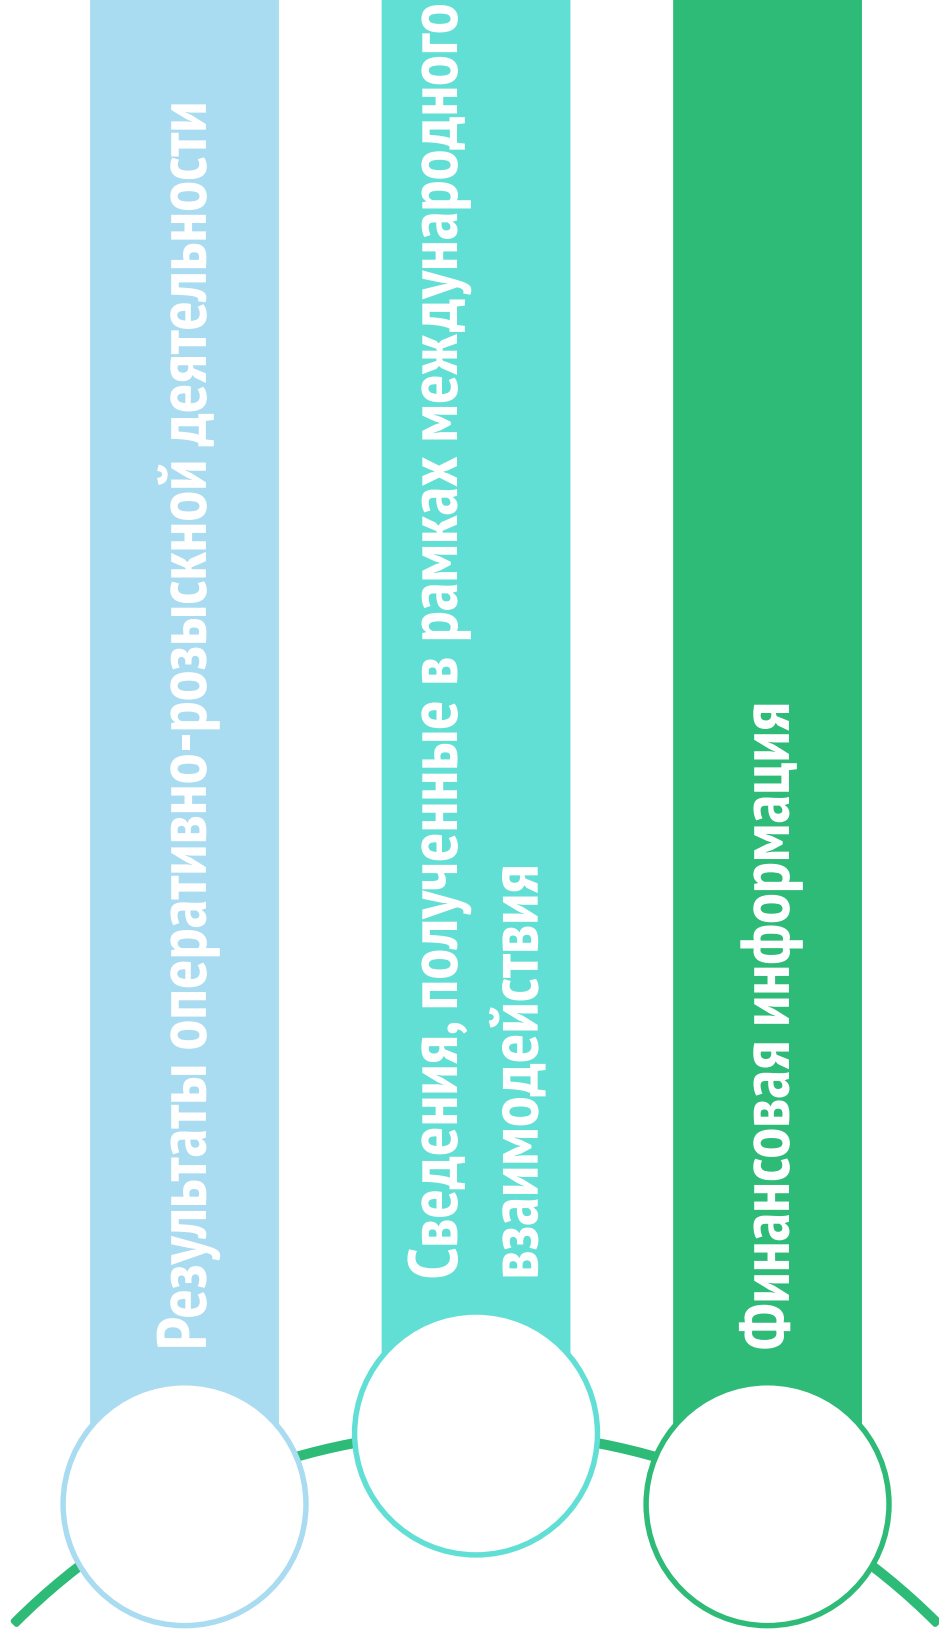 Результаты оперативно-розыскной деятельности
Сведения, полученные в рамках международного
взаимодействия
Финансовая информация